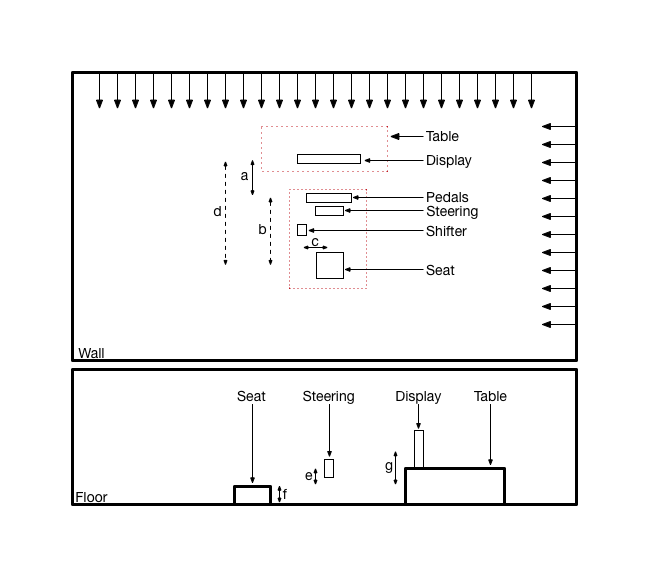 Table
Display
a
Pedals
d
Steering
b
Shifter
c
Seat
Wall
Seat
Steering
Display
Table
g
e
f
Floor